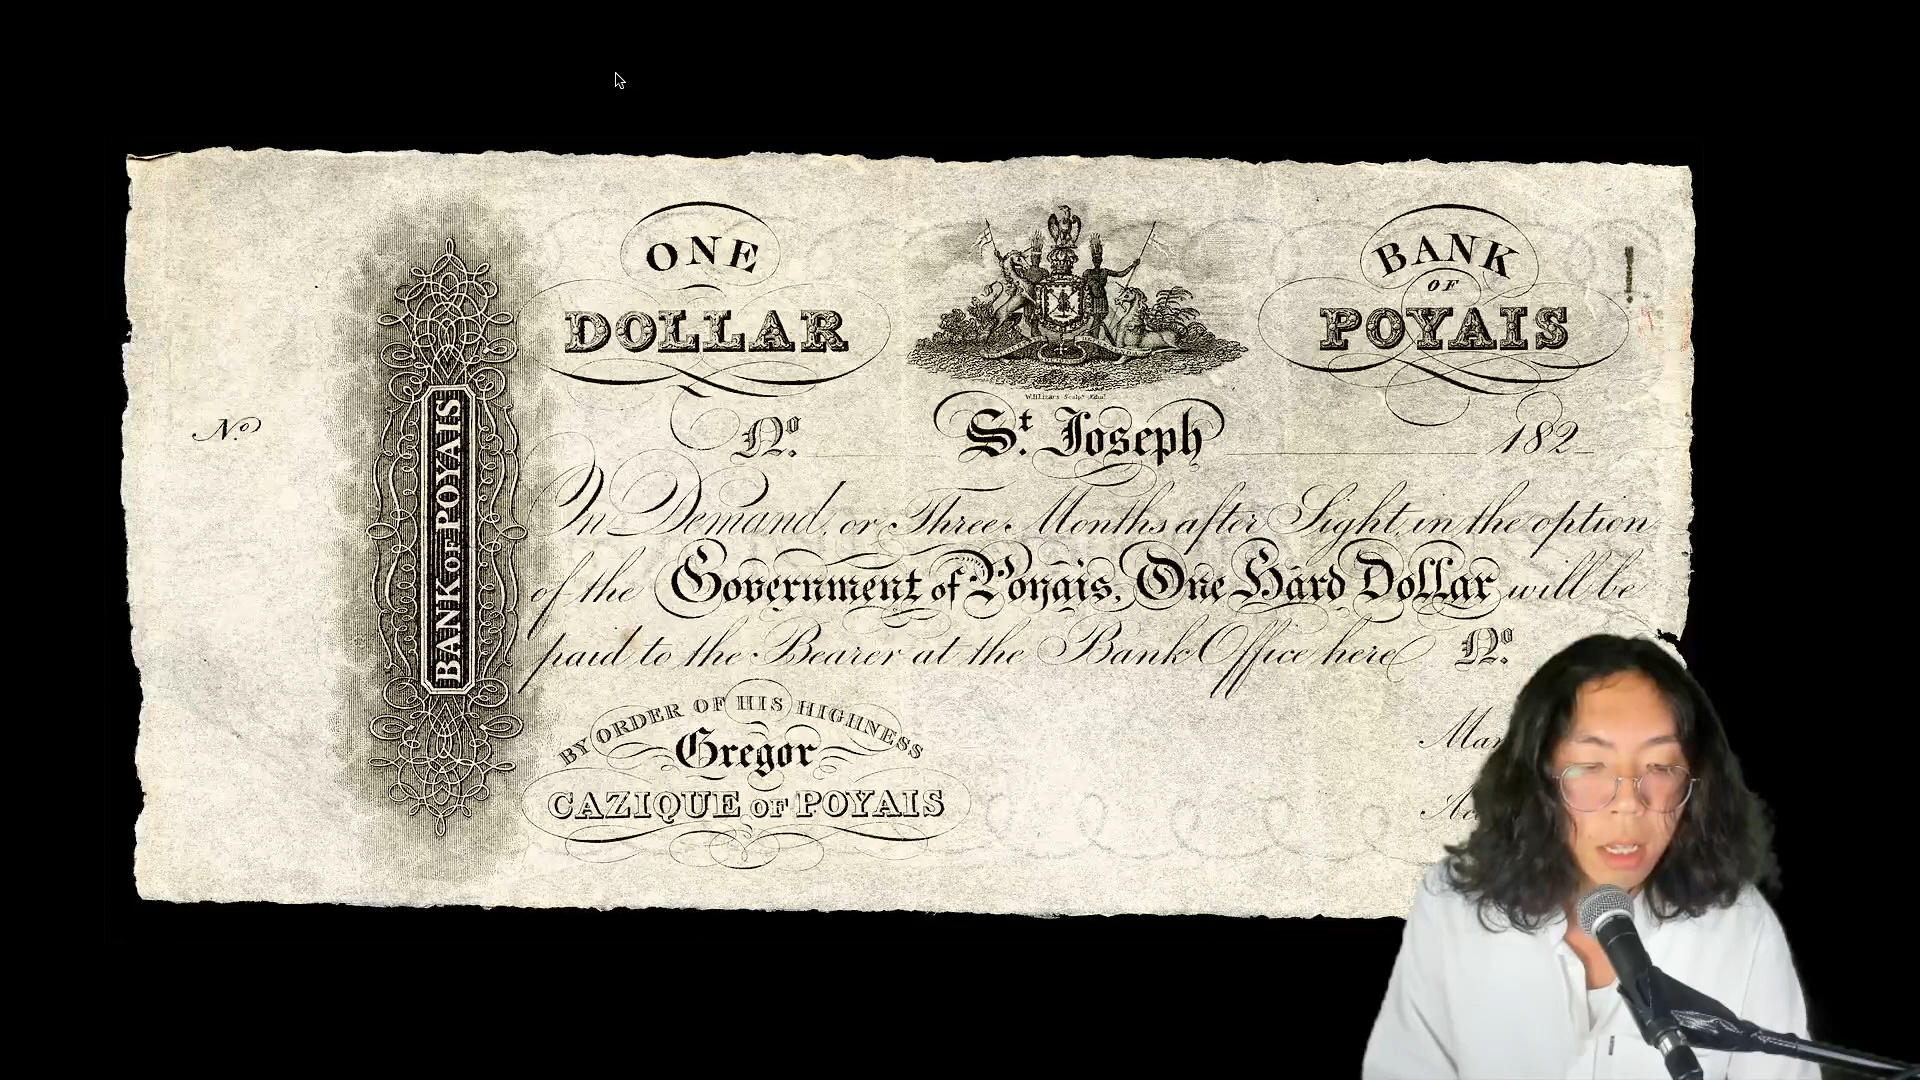 ONE
DOLLAR
BANK
OF
POYAIS
BANK OF POYAIS
No
No.
St. Joseph
182
On Demand, or Three Months after Sight, in the option
of the Government of Poyais, One Hard Dollar will be
paid to the Bearer at the Bank Office here No.
BY ORDER OF HIS HIGHNESS
Gregor
CAZIQUE OF POYAIS